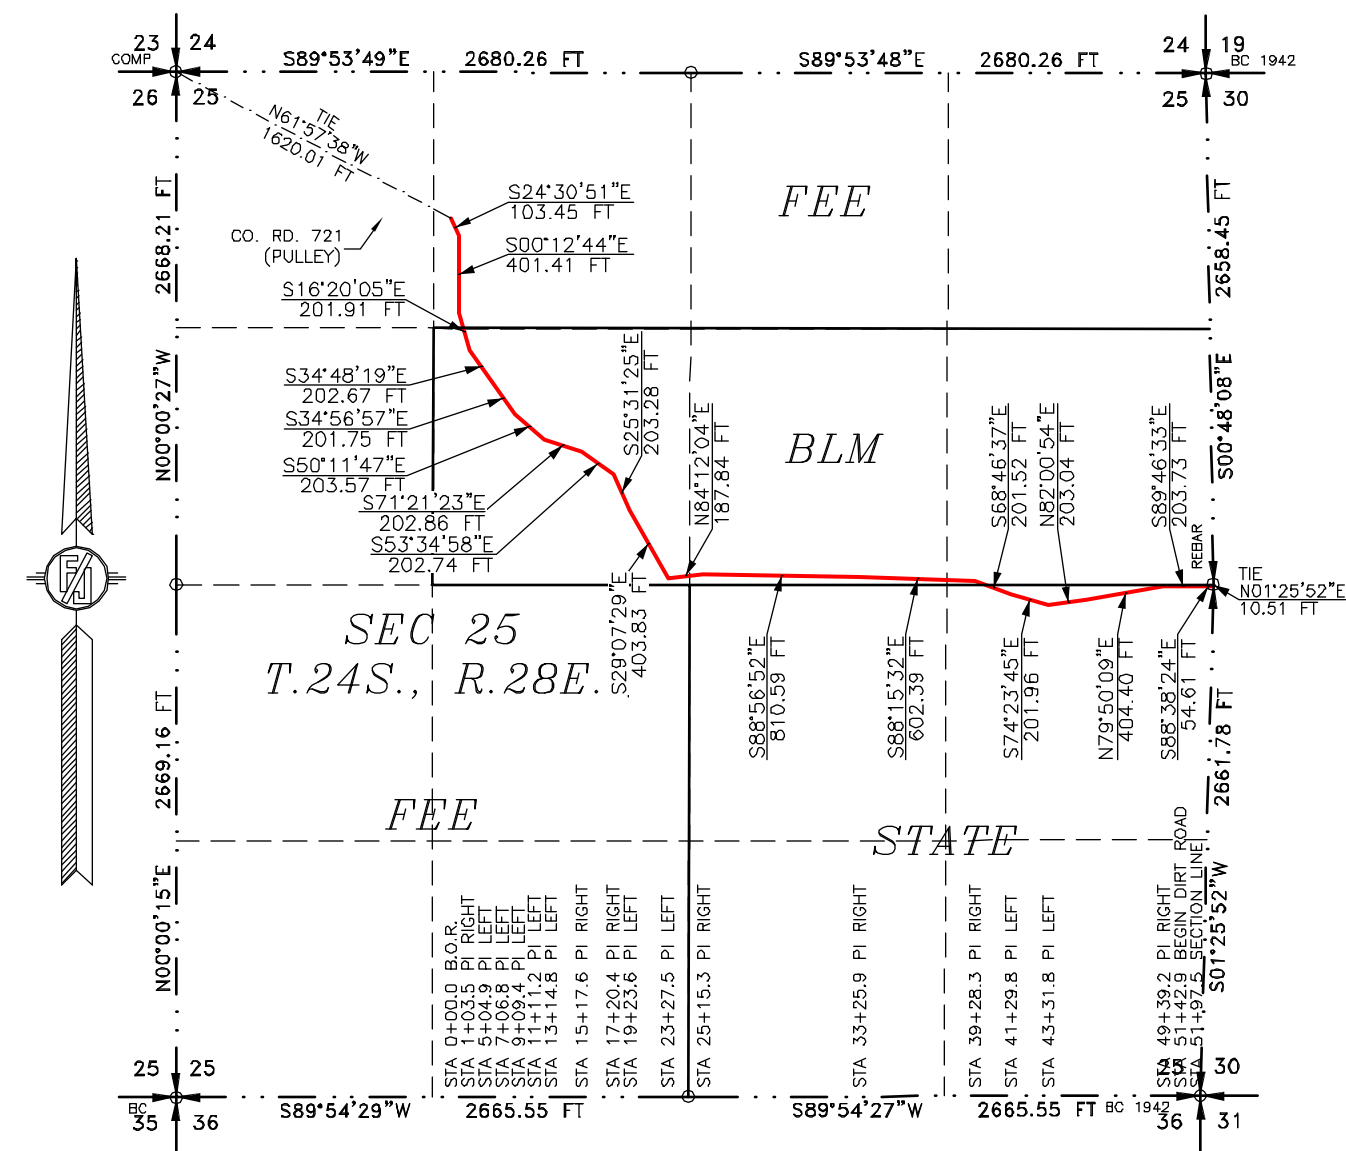 23 24
COMP
26 25
S89°53'49"E 2680.26 FT
S89°53'48"E 2680.26 FT
24 19
BC 1942
25 30
TIE
N61°57'38"W
1620.01 FT
S24°30'51"E
103.45 FT
FEE
CO. RD. 721
(PULLEY)
S00°12'44"E
401.41 FT
2668.21 FT
N00°00'27"W
2658.45 FT
S00°48'08"E
S16°20'05"E
201.91 FT
S34°48'19"E
202.67 FT
S34°56'57"E
201.75 FT
S50°11'47"E
203.57 FT
S71°21'23"E
202.86 FT
S53°34'58"E
202.74 FT
S25°31'25"E
203.28 FT
N84°12'04"E
187.84 FT
BLM
S68°46'37"E
201.52 FT
N82°00'54"E
203.04 FT
S89°46'33"E
203.73 FT
REBAR
TIE
N01°25'52"E
10.51 FT
SEC 25
T.24S., R.28E.
S29°07'29"E
403.83 FT
S88°56'52"E
810.59 FT
S88°15'32"E
602.39 FT
S74°23'45"E
201.96 FT
N79°50'09"E
404.40 FT
S88°38'24"E
54.61 FT
2669.16 FT
N00°00'15"E
2661.78 FT
S01°25'52"W
FEE
STATE
STA 0+00.0 B.O.R.
STA 1+03.5 PI RIGHT
STA 5+04.9 PI LEFT
STA 7+06.8 PI LEFT
STA 9+09.4 PI LEFT
STA 11+11.2 PI LEFT
STA 13+14.8 PI LEFT
STA 15+17.6 PI RIGHT
STA 17+20.4 PI RIGHT
STA 19+23.6 PI LEFT
STA 23+27.5 PI LEFT
STA 25+15.3 PI RIGHT
STA 33+25.9 PI RIGHT
STA 39+28.3 PI RIGHT
STA 41+29.8 PI LEFT
STA 43+31.8 PI LEFT
STA 49+39.2 PI RIGHT
STA 51+42.9 BEGIN DIRT ROAD
STA 51+97.5 SECTION LINE
25 25
BC
35 36
S89°54'29"W 2665.55 FT
S89°54'27"W 2665.55 FT
BC 1942
25 30
36 31